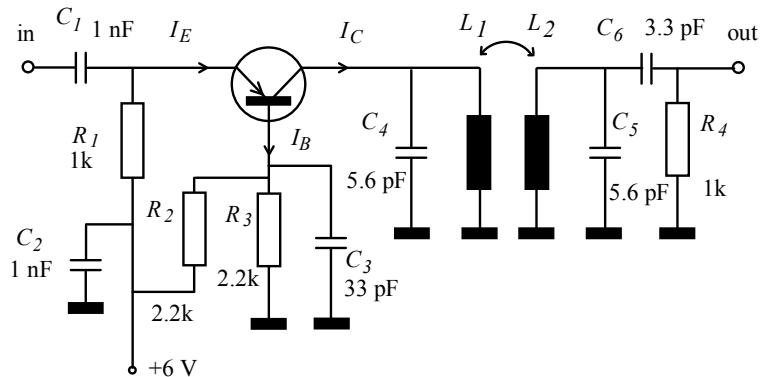 in
C1 1 nF
IE
IC
L1
L2
C6 3.3 pF
out
R1
1k
IB
C4
5.6 pF
C5
5.6 pF
R4
1k
C2
1 nF
R2
2.2k
R3
2.2k
C3
33 pF
+6 V